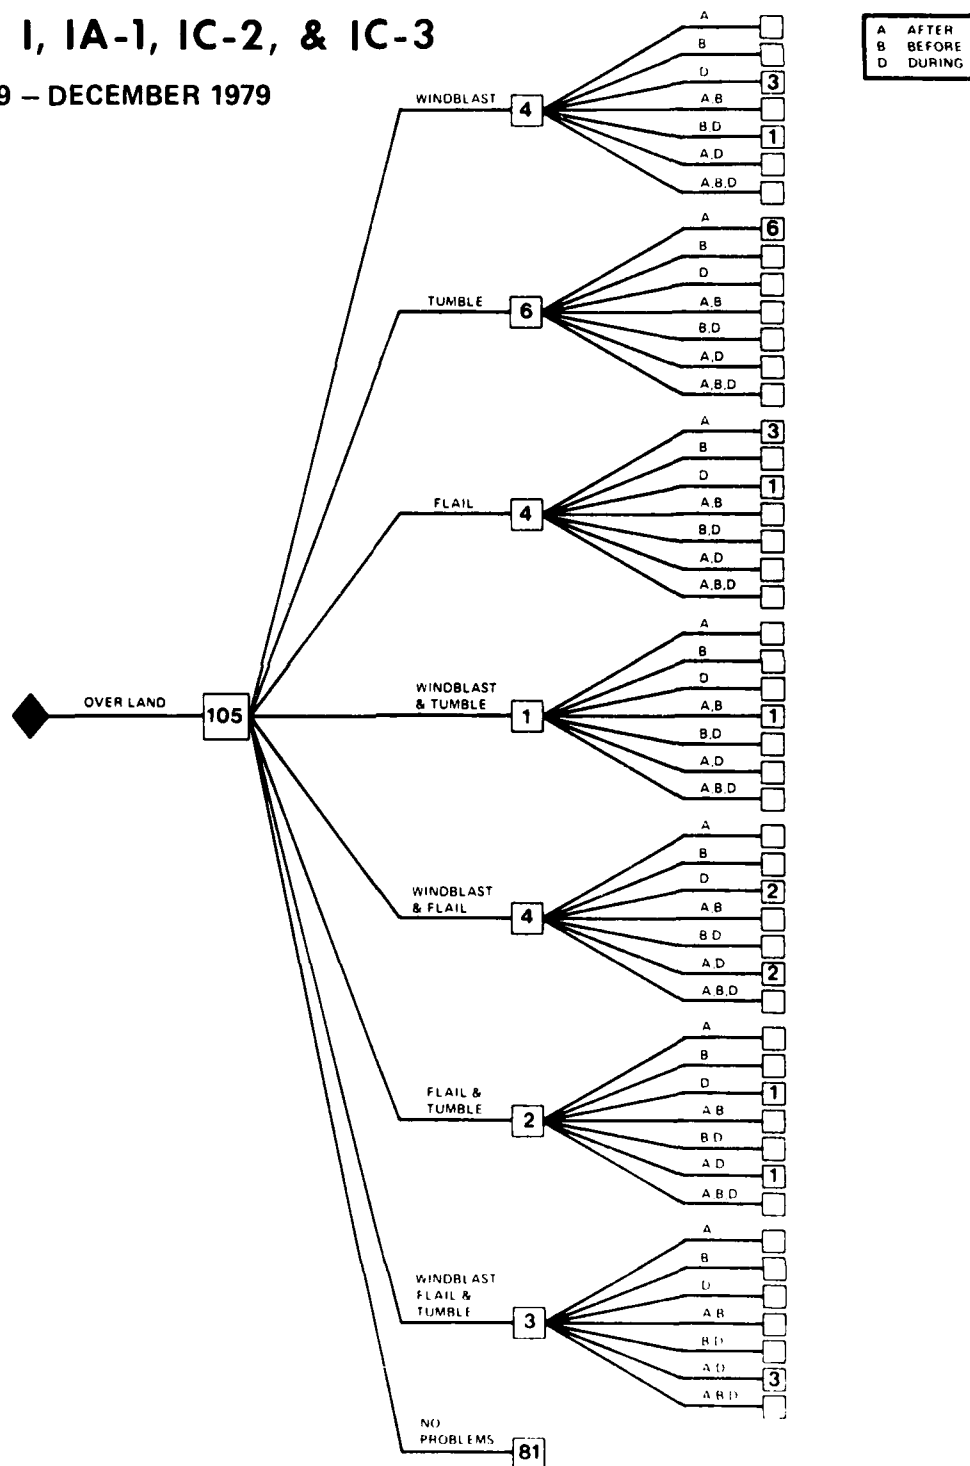 I, IA-1, IC-2, & IC-3
9 – DECEMBER 1979
A AFTER
B BEFORE
D DURING
OVER LAND
105
WINDBLAST
4
A
B
D 3
A,B
B,D 1
A,D
A,B,D
TUMBLE
6
A 6
B
D
A,B
B,D
A,D
A,B,D
FLAIL
4
A 3
B
D 1
A,B
B,D
A,D
A,B,D
WINDBLAST
& TUMBLE
1
A
B
D
A,B 1
B,D
A,D
A,B,D
WINDBLAST
& FLAIL
4
A
B
D 2
A,B
B D
A,D 2
A,B,D
FLAIL &
TUMBLE
2
A
B
D 1
A B
B D
A D 1
A B D
WINDBLAST
FLAIL &
TUMBLE
3
A
B
D
A B
B D
A D 3
A B D
NO
PROBLEMS
81